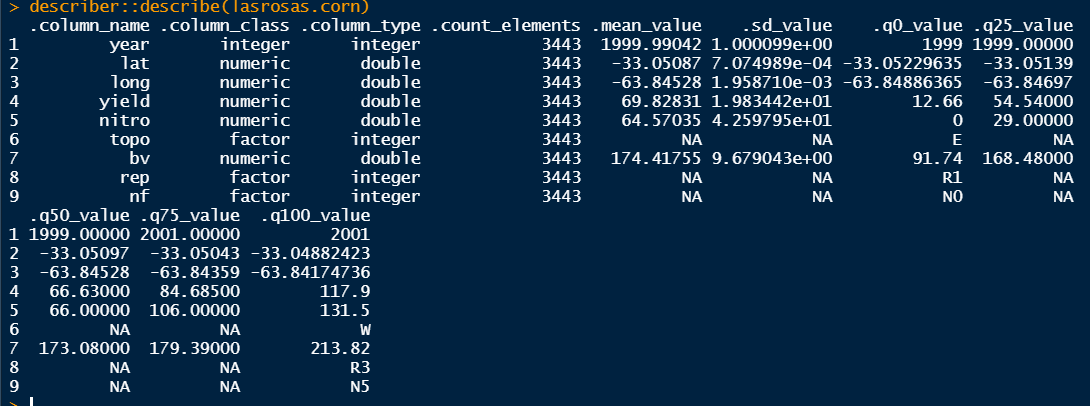 > describer::describe(lasrosas.corn)
  .column_name .column_class .column_type .count_elements .mean_value    .sd_value    .q0_value .q25_value
1         year       integer      integer            3443  1999.99042 1.000099e+00         1999 1999.00000
2          lat       numeric       double            3443   -33.05087 7.074989e-04 -33.05229635  -33.05139
3         long       numeric       double            3443   -63.84528 1.958710e-03 -63.84886365  -63.84697
4        yield       numeric       double            3443    69.82831 1.983442e+01        12.66   54.54000
5        nitro       numeric       double            3443    64.57035 4.259795e+01            0   29.00000
6         topo        factor      integer            3443          NA           NA            E         NA
7           bv       numeric       double            3443   174.41755 9.679043e+00        91.74  168.48000
8          rep        factor      integer            3443          NA           NA           R1         NA
9           nf        factor      integer            3443          NA           NA           N0         NA
  .q50_value .q75_value  .q100_value
1 1999.00000 2001.00000         2001
2  -33.05097  -33.05043 -33.04882423
3  -63.84528  -63.84359 -63.84174736
4   66.63000   84.68500        117.9
5   66.00000  106.00000        131.5
6         NA         NA            W
7  173.08000  179.39000       213.82
8         NA         NA           R3
9         NA         NA           N5
>